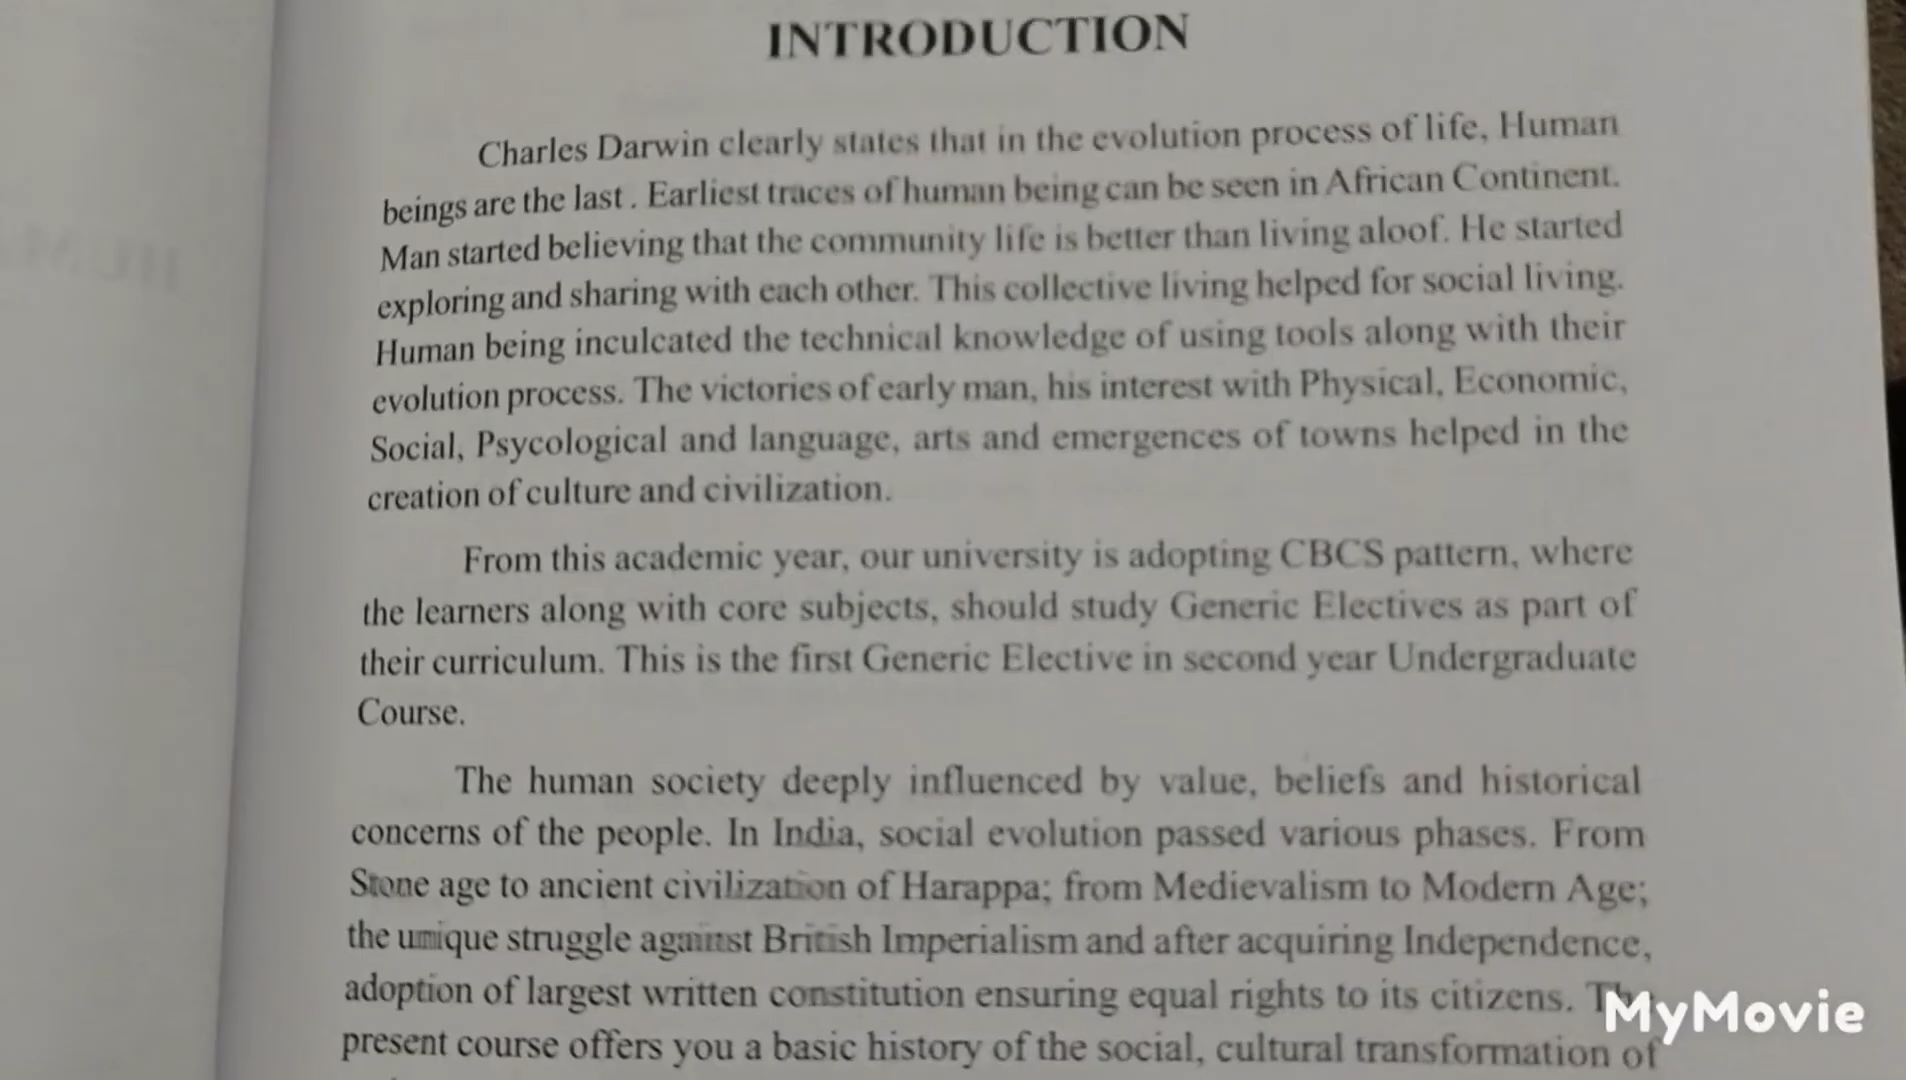 INTRODUCTION
Charles Darwin clearly states that in the evolution process of life, Human
beings are the last . Earliest traces of human being can be seen in African Continent.
Man started believing that the community life is better than living aloof. He started
exploring and sharing with each other. This collective living helped for social living.
Human being inculcated the technical knowledge of using tools along with their
evolution process. The victories of early man, his interest with Physical, Economic,
Social, Psycological and language, arts and emergences of towns helped in the
creation of culture and civilization.
From this academic year, our university is adopting CBCS pattern, where
the learners along with core subjects, should study Generic Electives as part of
their curriculum. This is the first Generic Elective in second year Undergraduate
Course.
The human society deeply influenced by value, beliefs and historical
concerns of the people. In India, social evolution passed various phases. From
Stone age to ancient civilization of Harappa; from Medievalism to Modern Age;
the unique struggle against British Imperialism and after acquiring Independence,
adoption of largest written constitution ensuring equal rights to its citizens. The
present course offers you a basic history of the social, cultural transformation of
MyMovie